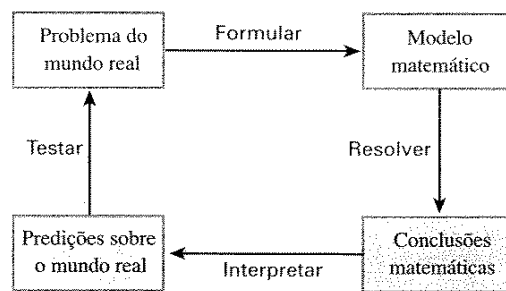 Problema do
mundo real
Formular
Modelo
matemático
Testar
Resolver
Predições sobre
o mundo real
Interpretar
Conclusões
matemáticas